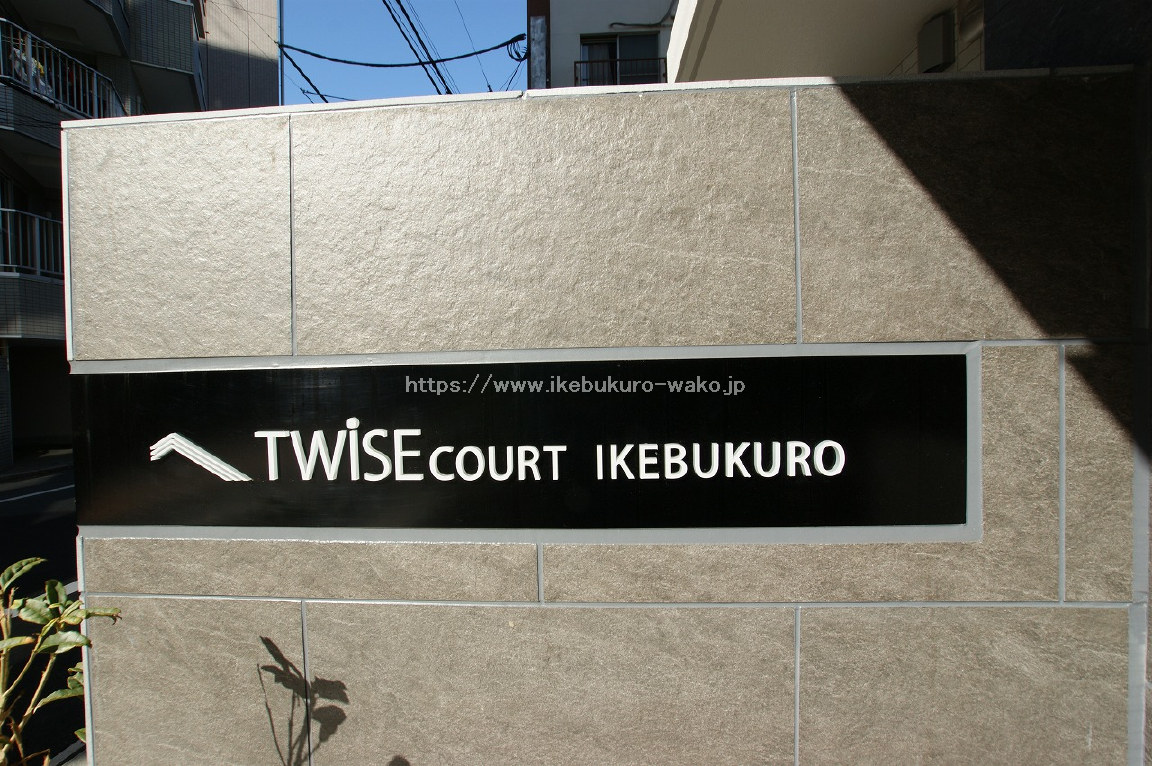 https://www.ikebukuro-wako.jp
TWiSE COURT IKEBUKURO